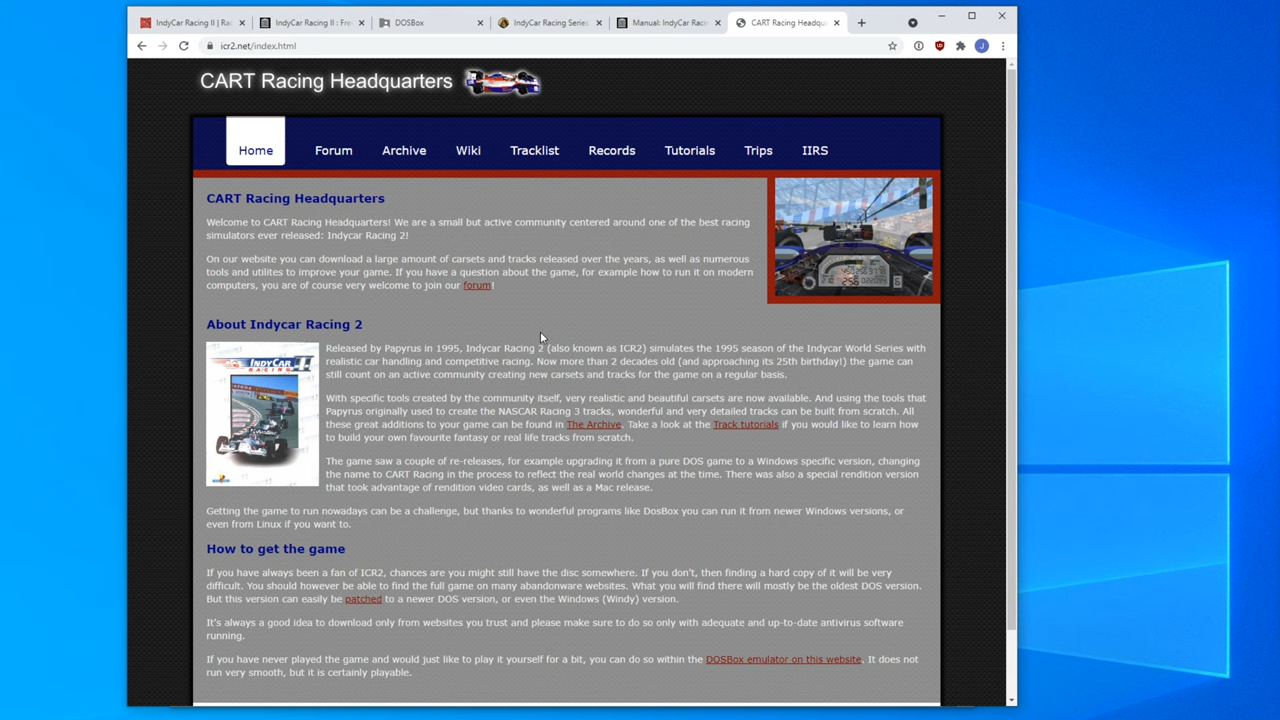 IndyCar Racing II | Rac
IndyCar Racing II : Free
DOSBox
IndyCar Racing Series
Manual: IndyCar Racin
CART Racing Headqu
icr2.net/index.html
CART Racing Headquarters
Home
Forum
Archive
Wiki
Tracklist
Records
Tutorials
Trips
IIRS
CART Racing Headquarters
Welcome to CART Racing Headquarters! We are a small but active community centered around one of the best racing
simulators ever released: Indycar Racing 2!
On our website you can download a large amount of carsets and tracks released over the years, as well as numerous
tools and utilites to improve your game. If you have a question about the game, for example how to run it on modern
computers, you are of course very welcome to join our forum!
About Indycar Racing 2
INDYCAR
RACING II
Released by Papyrus in 1995, Indycar Racing 2 (also known as ICR2) simulates the 1995 season of the Indycar World Series with
realistic car handling and competitive racing. Now more than 2 decades old (and approaching its 25th birthday!) the game can
still count on an active community creating new carsets and tracks for the game on a regular basis.
With specific tools created by the community itself, very realistic and beautiful carsets are now available. And using the tools that
Papyrus originally used to create the NASCAR Racing 3 tracks, wonderful and very detailed tracks can be built from scratch. All
these great additions to your game can be found in The Archive. Take a look at the Track tutorials if you would like to learn how
to build your own favourite fantasy or real life tracks from scratch.
The game saw a couple of re-releases, for example upgrading it from a pure DOS game to a Windows specific version, changing
the name to CART Racing in the process to reflect the real world changes at the time. There was also a special rendition version
that took advantage of rendition video cards, as well as a Mac release.
Getting the game to run nowadays can be a challenge, but thanks to wonderful programs like DosBox you can run it from newer Windows versions, or
even from Linux if you want to.
How to get the game
If you have always been a fan of ICR2, chances are you might still have the disc somewhere. If you don't, then finding a hard copy of it will be very
difficult. You should however be able to find the full game on many abandonware websites. What you will find there will mostly be the oldest DOS version.
But this version can easily be patched to a newer DOS version, or even the Windows (Windy) version.
It's always a good idea to download only from websites you trust and please make sure to do so only with adequate and up-to-date antivirus software
running.
If you have never played the game and would just like to play it yourself for a bit, you can do so within the DOSBox emulator on this website. It does not
run very smooth, but it is certainly playable.